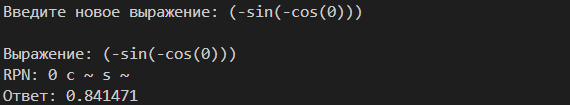 Введите новое выражение: (-sin(-cos(0)))
Выражение: (-sin(-cos(0)))
RPN: 0 c ~ s ~
Ответ: 0.841471